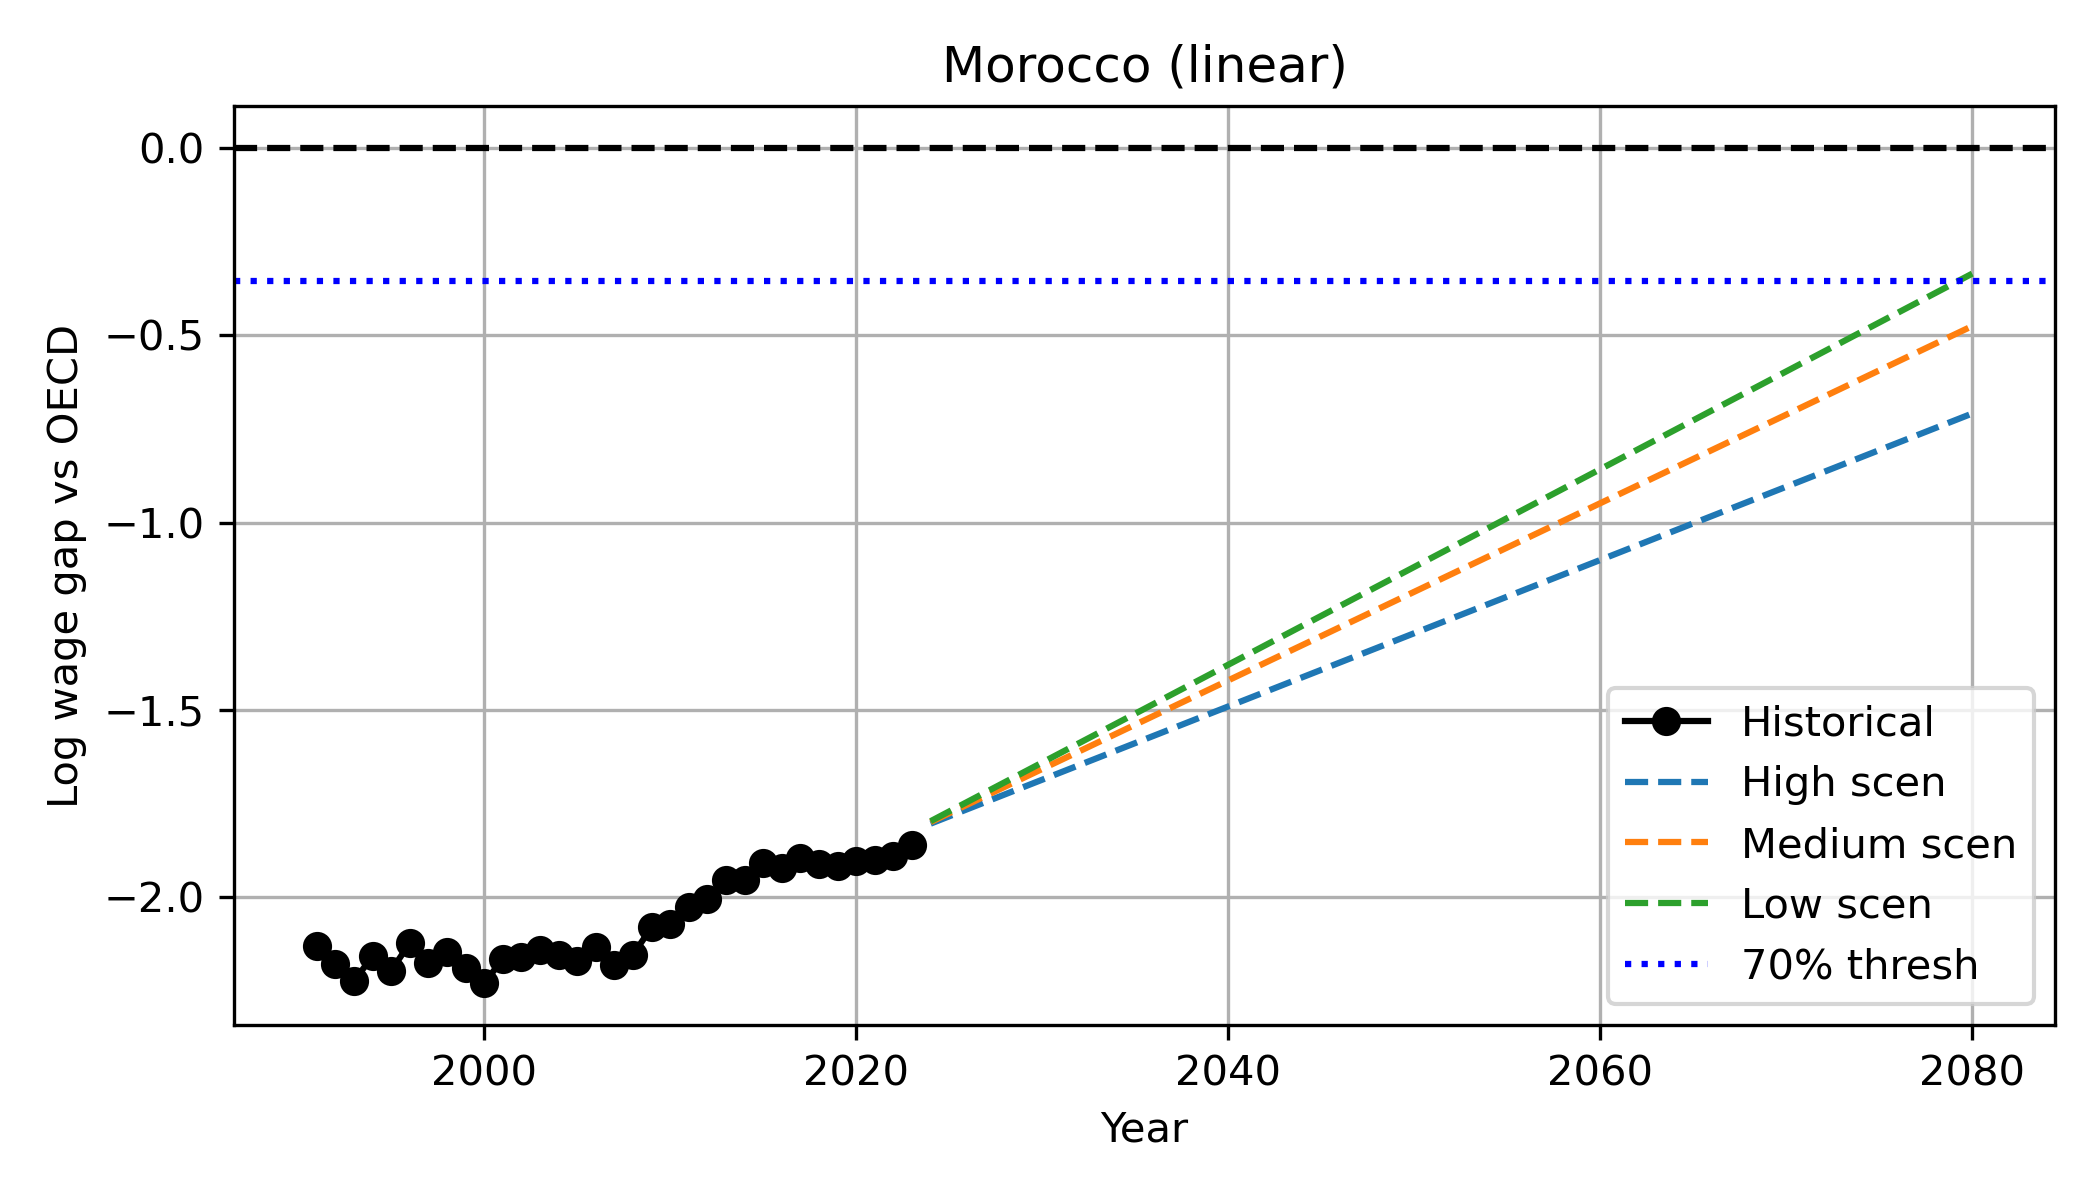 Morocco (linear)
Log wage gap vs OECD
0.0
−0.5
−1.0
−1.5
−2.0
Historical
High scen
Medium scen
Low scen
70% thresh
2000 2020 2040 2060 2080
Year